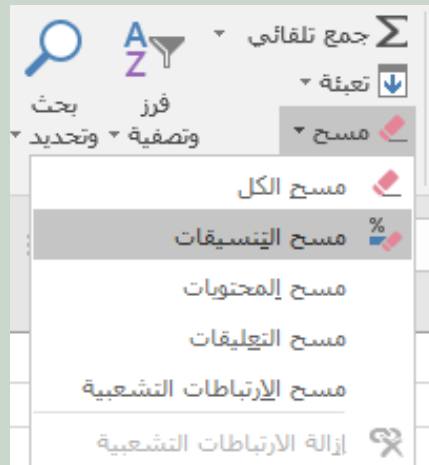 جمع تلقائي
تعبئة
مسح
فرز
وتصفية
بحث
وتحديد
مسح الكل
مسح التنسيقات
مسح المحتويات
مسح التعليقات
مسح الارتباطات التشعبية
إزالة الارتباطات التشعبية